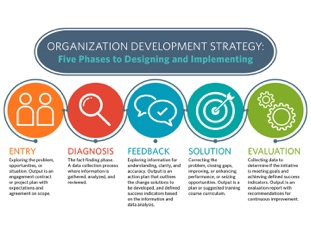 ORGANIZATION DEVELOPMENT STRATEGY:
Five Phases to Designing and Implementing
ENTRY
Exploring the problem,
opportunities, or
situation. Output is an
engagement contract
or project plan with
expectations and
agreement on scope.
DIAGNOSIS
The fact-finding phase.
A data collection process
where information is
gathered, analyzed, and
reviewed.
FEEDBACK
Exploring information for
understanding, clarity, and
accuracy. Output is an
action plan that outlines
the change solutions to
be developed, and defined
success indicators based
on the information and
data analysis.
SOLUTION
Correcting the
problem, closing gaps,
improving, or enhancing
performance, or seizing
opportunities. Output is a
plan or suggested training
course curriculum.
EVALUATION
Collecting data to
determine if the initiative
is meeting goals and
achieving defined success
indicators. Output is an
evaluation report with
recommendations for
continuous improvement.